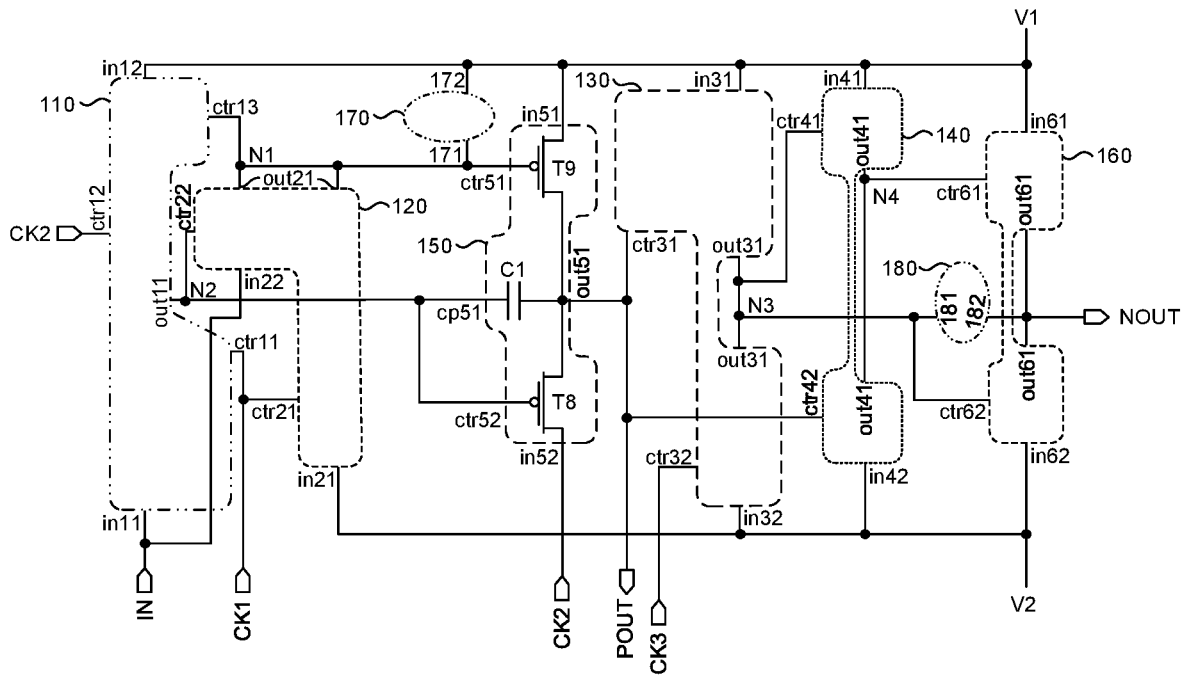 V1
in12
172
130
in31
in41
110
ctr13
170
in51
ctr41
out41
140
in61
160
171
N1
out21
ctr51
T9
ctr12
ctr22
120
N4
ctr61
out61
CK2
150
ctr31
out31
in22
C1
out51
180
out11
N2
cp51
N3
181
182
NOUT
ctr11
out31
out61
ctr21
T8
ctr42
out41
ctr62
ctr52
in52
ctr32
in42
in62
in21
in11
in32
IN
CK1
CK2
POUT
CK3
V2